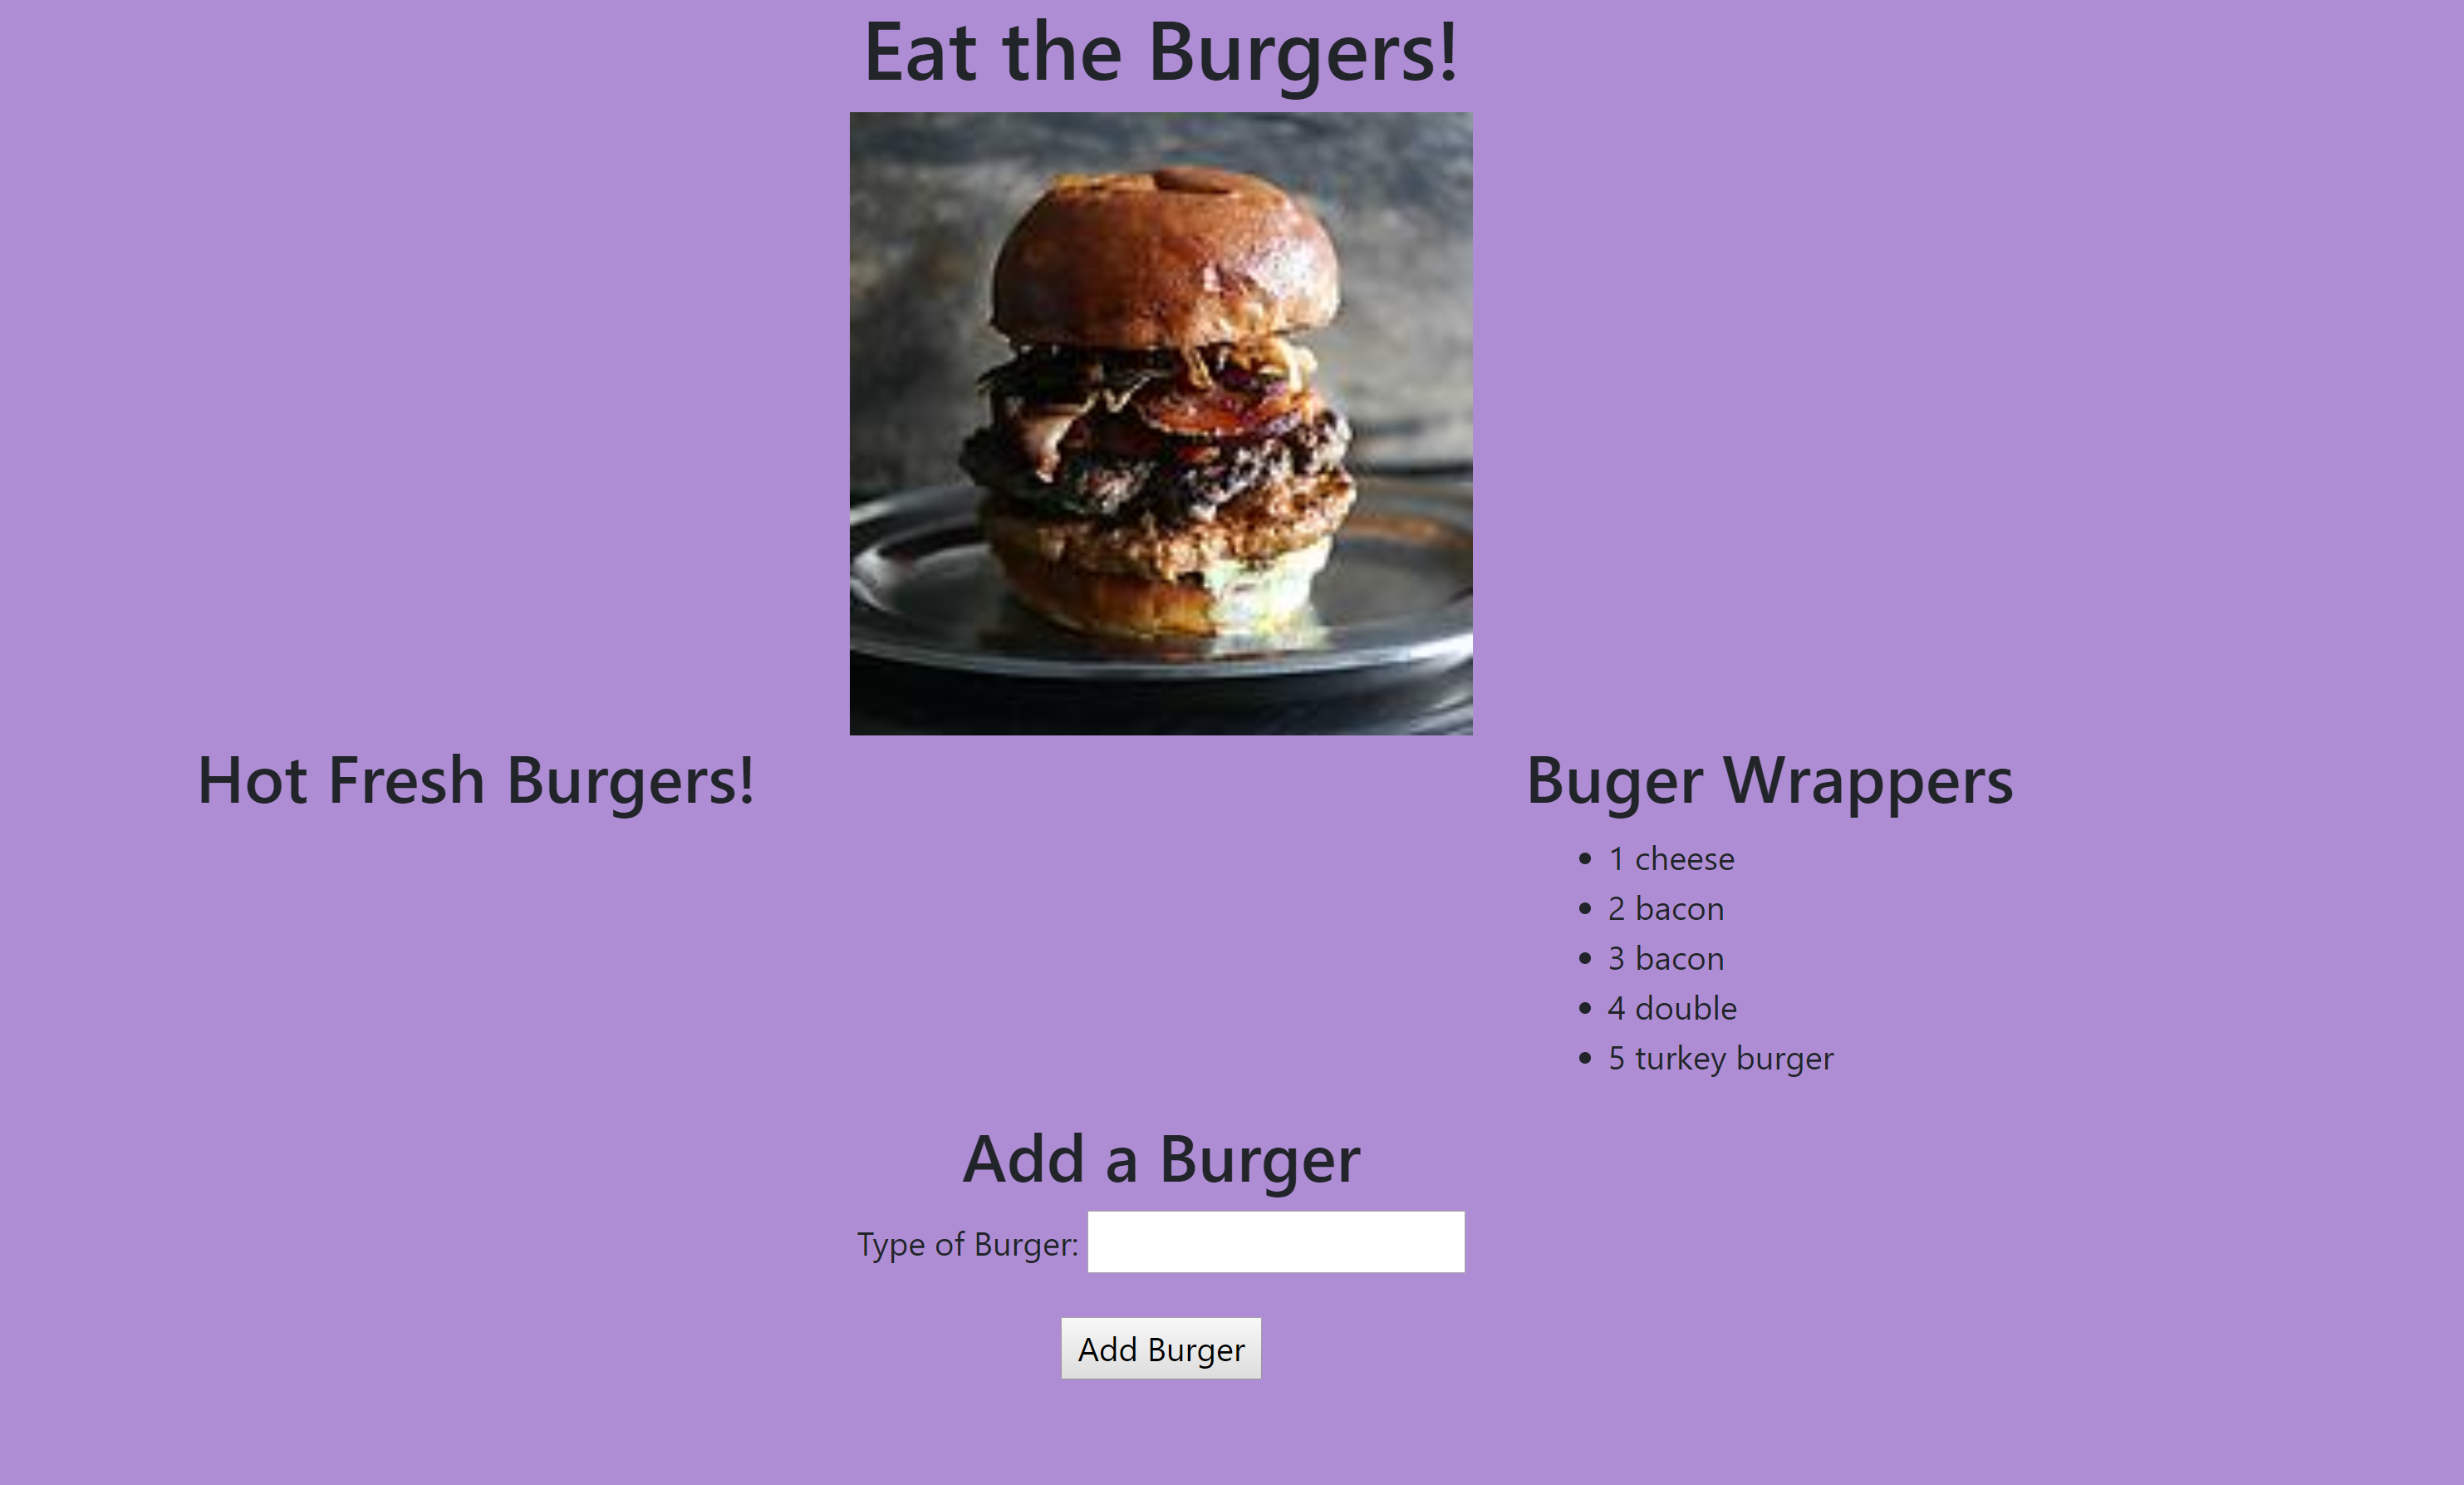 Eat the Burgers!
Hot Fresh Burgers!
Buger Wrappers
1 cheese
2 bacon
3 bacon
4 double
5 turkey burger
Add a Burger
Type of Burger:
Add Burger